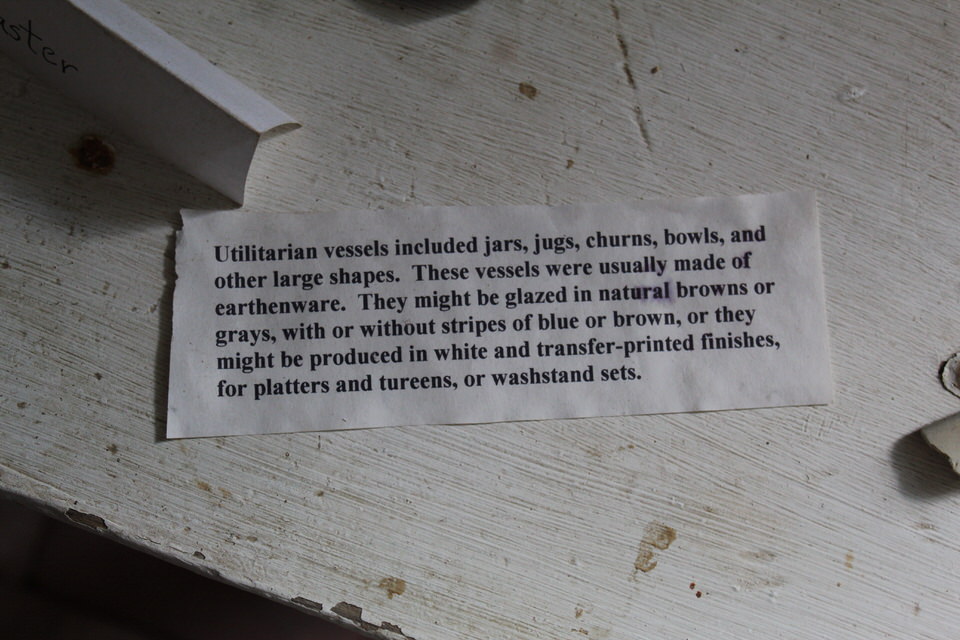 Utilitarian vessels included jars, jugs, churns, bowls, and
other large shapes. These vessels were usually made of
earthenware. They might be glazed in natural browns or
grays, with or without stripes of blue or brown, or they
might be produced in white and transfer-printed finishes,
for platters and tureens, or washstand sets.